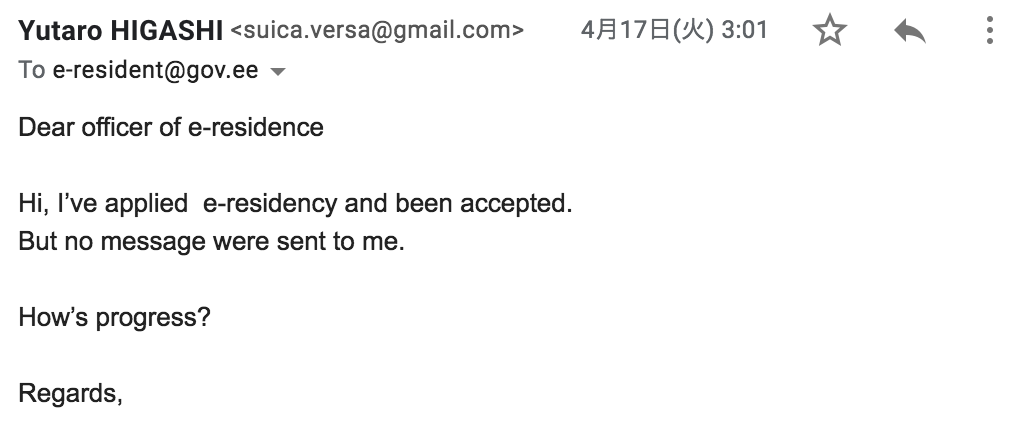 Yutaro HIGASHI <suica.versa@gmail.com> 4月17日(火) 3:01
To e-resident@gov.ee
Dear officer of e-residence
Hi, I’ve applied  e-residency and been accepted.
But no message were sent to me.
How’s progress?
Regards,